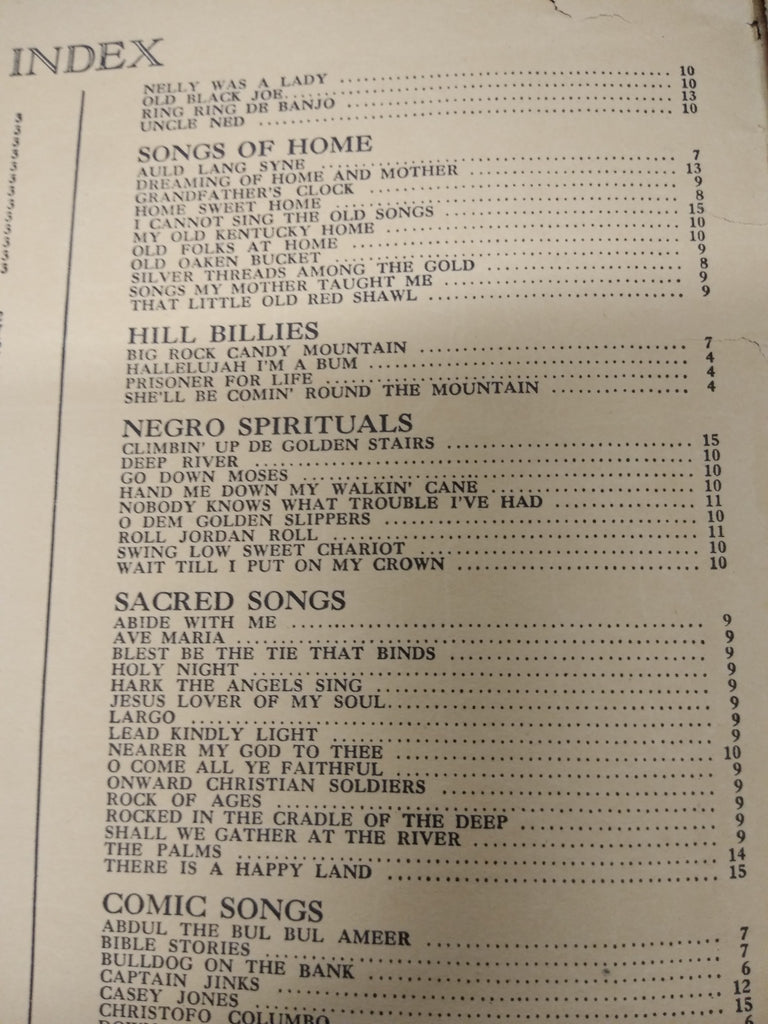 INDEX
3
3
3
3
3
3
3
3
3
3
3
3
NELLY WAS A LADY 10
OLD BLACK JOE 10
RING RING DE BANJO 13
UNCLE NED 10
SONGS OF HOME
AULD LANG SYNE 7
DREAMING OF HOME AND MOTHER 13
GRANDFATHER'S CLOCK 9
HOME SWEET HOME 8
I CANNOT SING THE OLD SONGS 15
MY OLD KENTUCKY HOME 10
OLD FOLKS AT HOME 10
OLD OAKEN BUCKET 9
SILVER THREADS AMONG THE GOLD 8
SONGS MY MOTHER TAUGHT ME 9
THAT LITTLE OLD RED SHAWL 9
HILL BILLIES
BIG ROCK CANDY MOUNTAIN 7
HALLELUJAH I'M A BUM 4
PRISONER FOR LIFE 4
SHE'LL BE COMIN' ROUND THE MOUNTAIN 4
NEGRO SPIRITUALS
CLIMBIN' UP DE GOLDEN STAIRS 15
DEEP RIVER 10
GO DOWN MOSES 10
HAND ME DOWN MY WALKIN' CANE 10
NOBODY KNOWS WHAT TROUBLE I'VE HAD 11
O DEM GOLDEN SLIPPERS 10
ROLL JORDAN ROLL 11
SWING LOW SWEET CHARIOT 10
WAIT TILL I PUT ON MY CROWN 10
SACRED SONGS
ABIDE WITH ME 9
AVE MARIA 9
BLEST BE THE TIE THAT BINDS 9
HOLY NIGHT 9
HARK THE ANGELS SING 9
JESUS LOVER OF MY SOUL 9
LARGO 9
LEAD KINDLY LIGHT 9
NEARER MY GOD TO THEE 10
O COME ALL YE FAITHFUL 9
ONWARD CHRISTIAN SOLDIERS 9
ROCK OF AGES 9
ROCKED IN THE CRADLE OF THE DEEP 9
SHALL WE GATHER AT THE RIVER 9
THE PALMS 14
THERE IS A HAPPY LAND 15
COMIC SONGS
ABDUL THE BUL BUL AMEER 7
BIBLE STORIES 7
BULLDOG ON THE BANK 6
CAPTAIN JINKS 12
CASEY JONES 15
CHRISTOFO COLUMBO 6